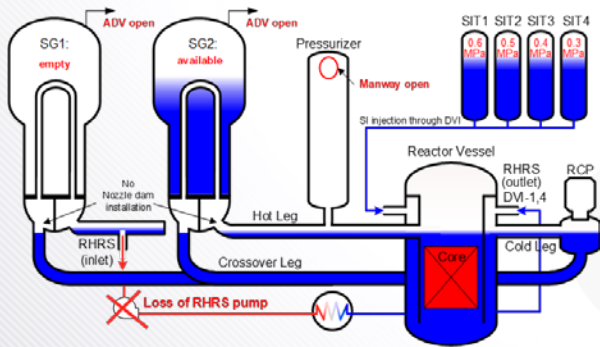 ADV open
ADV open
SG1:
empty
SG2:
available
Pressurizer
Manway open
SIT1 SIT2 SIT3 SIT4
0.6
MPa
0.5
MPa
0.4
MPa
0.3
MPa
SI injection through DVI
Reactor Vessel
RHRS
(outlet)
DVI-1,4
RCP
No
Nozzle dam
installation
Hot Leg
Cold Leg
RHRS
(inlet)
Crossover Leg
Core
Loss of RHRS pump